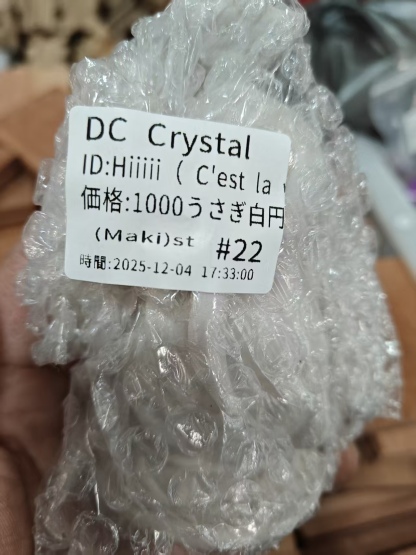 DC Crystal
ID:Hiiiii ( C'est la
価格:1000うさぎ白円
(Maki)st #22
時間:2025-12-04 17:33:00